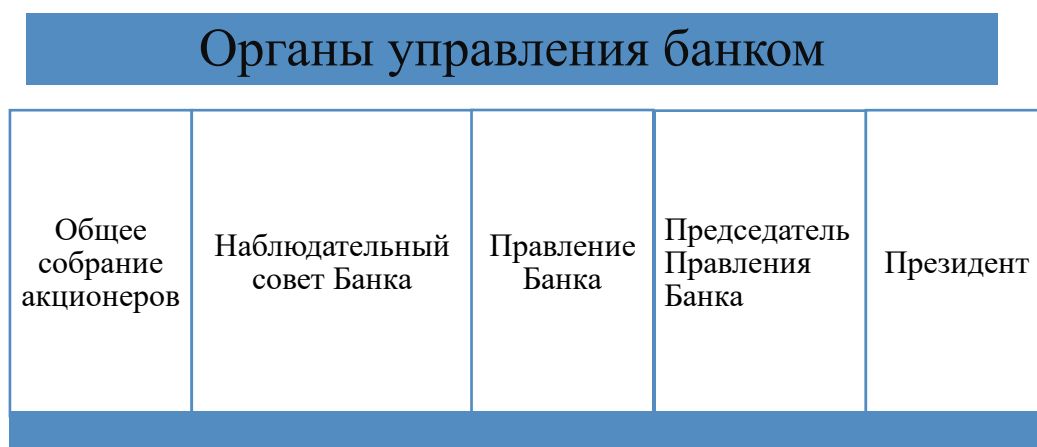 Органы управления банком
Общее
собрание
акционеров
Наблюдательный
совет Банка
Правление
Банка
Председатель
Правления
Банка
Президент